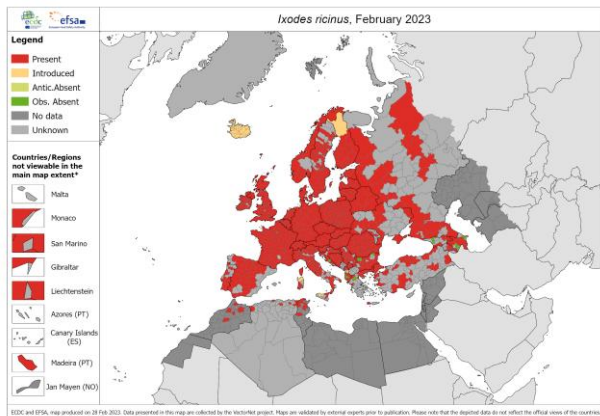 ecdc
efsa
Ixodes ricinus, February 2023
Legend
Present
Introduced
Antic.Absent
Obs. Absent
No data
Unknown
Countries/Regions
not viewable in the
main map extent*
Malta
Monaco
San Marino
Gibraltar
Liechtenstein
Azores (PT)
Canary Islands
(ES)
Madeira (PT)
Jan Mayen (NO)
ECDC and EFSA, map produced on 28 Feb 2023. Data presented in this map are collected by the VectorNet project. Maps are validated by external experts prior to publication. Please note that the depicted data do not reflect the official views of the countries.